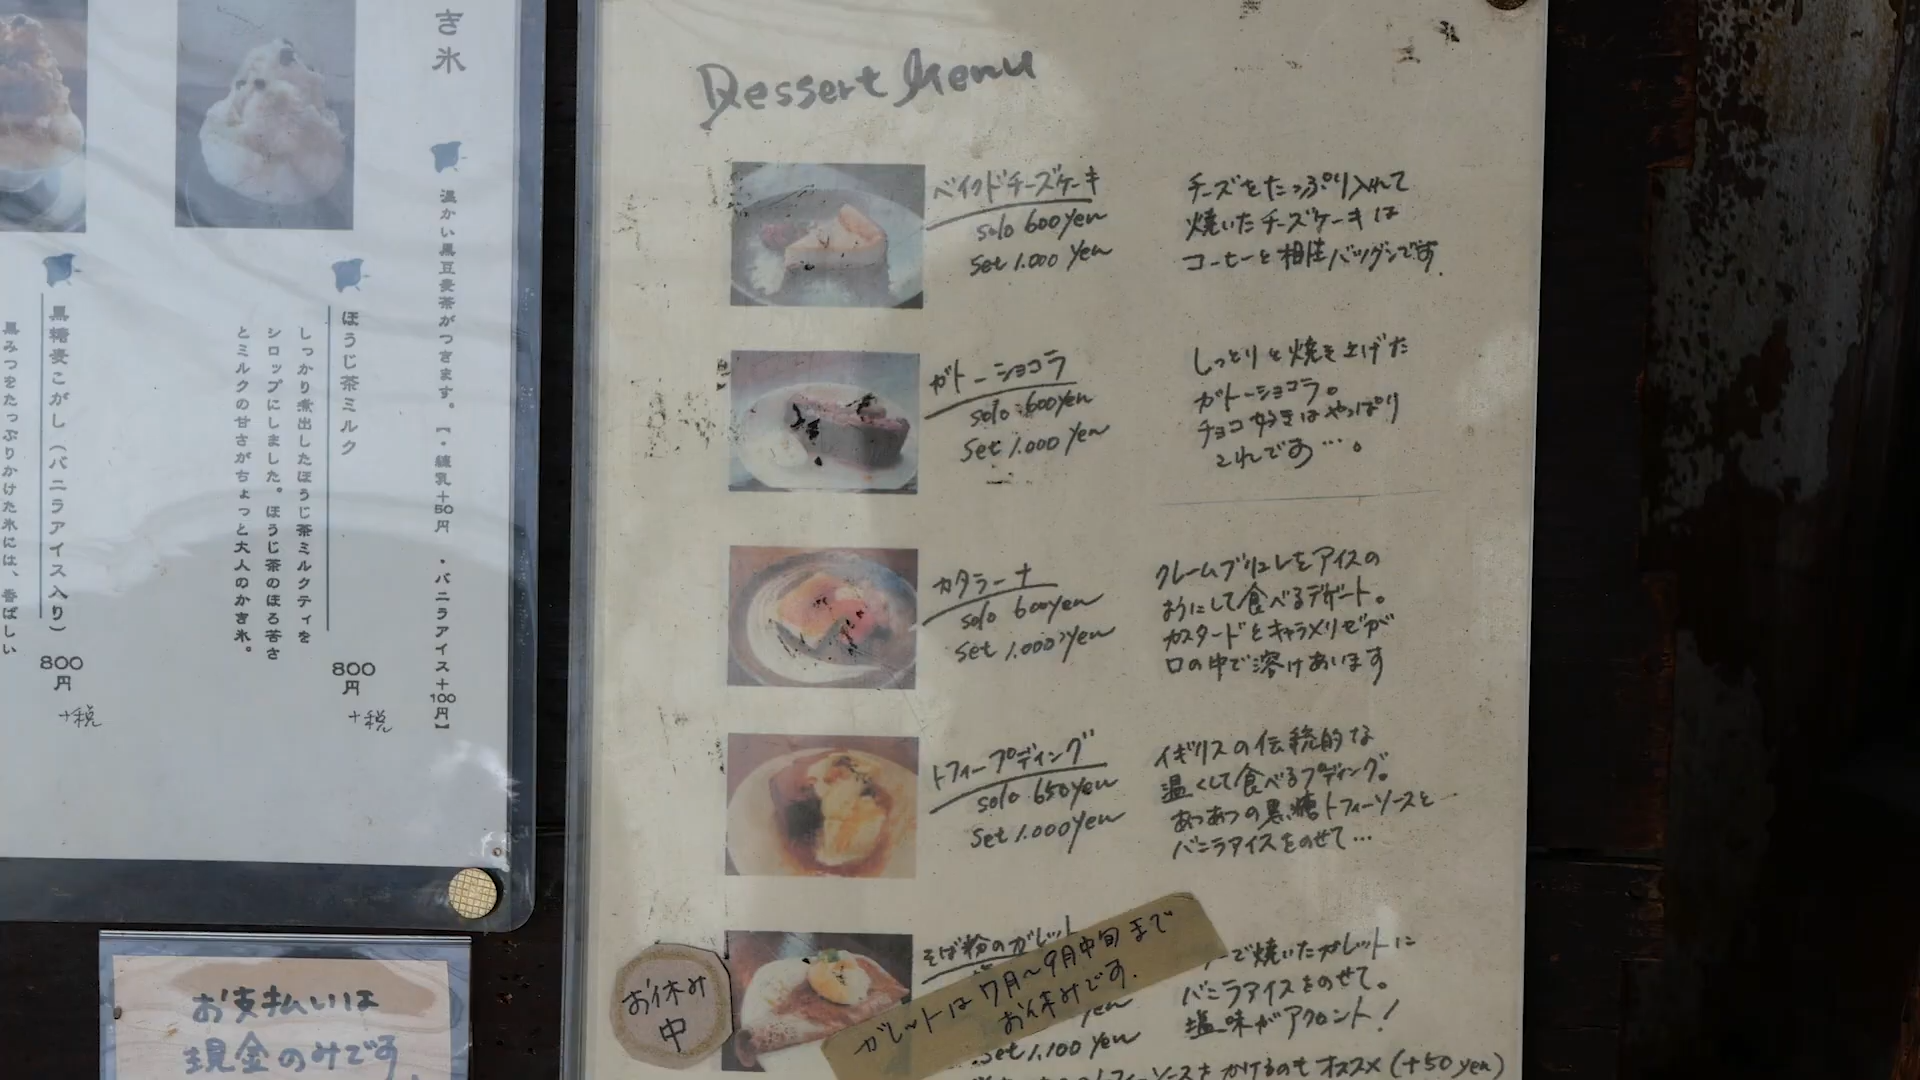 き氷
温かい黒豆麦茶がつきます。【・練乳+50円 ・バニラアイス+100円】
ほうじ茶ミルク
しっかり煮出したほうじ茶ミルクティを
シロップにしました。ほうじ茶のほろ苦さ
とミルクの甘さがちょっと大人のかき氷。
800円
+税
黒糖麦こがし(バニラアイス入り)
黒みつをたっぷりかけた氷には、香ばしい
800円
+税
お支払いは
現金のみです
Dessert Menu
ベイクドチーズケーキ
solo 600yen
set 1.000 yen
チーズをたっぷり入れて
焼いたチーズケーキは
コーヒーと相性バツグンです。
ガトーショコラ
solo 600yen
set 1.000 yen
しっとりと焼き上げた
ガトーショコラ。
チョコ好きはやっぱり
これです…。
カタラーナ
solo 600yen
set 1.000yen
クレームブリュレをアイスの
ようにして食べるデザート。
カスタードとキャラメリゼが
口の中で溶けあいます
トフィープディング
solo 650yen
set 1.000yen
イギリスの伝統的な
温くして食べるプディング。
あつあつの黒糖トフィーソースと
バニラアイスをのせて…
そば粉のガレット
yen
set 1,100 yen
で焼いたガレットに
バニラアイスをのせて。
塩味がアクセント!
ソースをかけるのもオススメ(+50yen)
お休み
中
ガレットは7月〜9月中旬まで
お休みです.